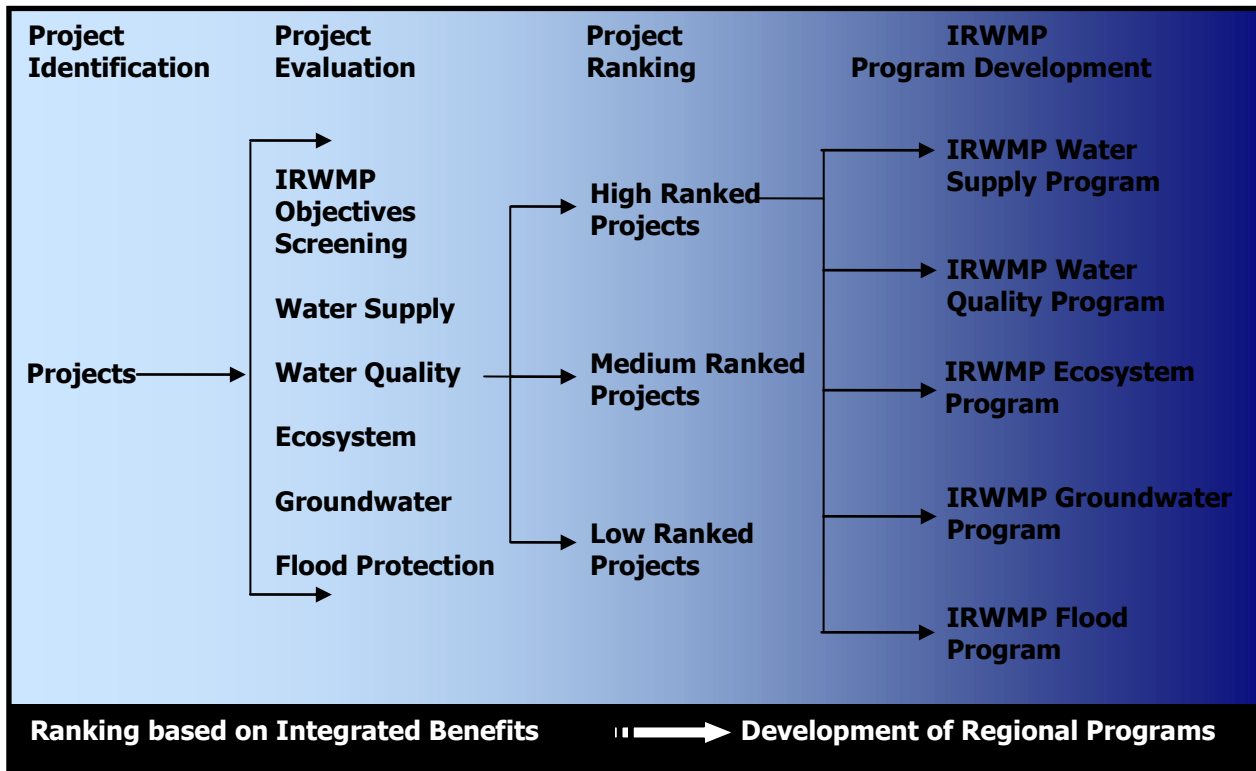 Project
Identification
Project
Evaluation
Project
Ranking
IRWMP
Program Development
Projects
IRWMP
Objectives
Screening
Water Supply
Water Quality
Ecosystem
Groundwater
Flood Protection
High Ranked
Projects
Medium Ranked
Projects
Low Ranked
Projects
IRWMP Water
Supply Program
IRWMP Water
Quality Program
IRWMP Ecosystem
Program
IRWMP Groundwater
Program
IRWMP Flood
Program
Ranking based on Integrated Benefits
Development of Regional Programs